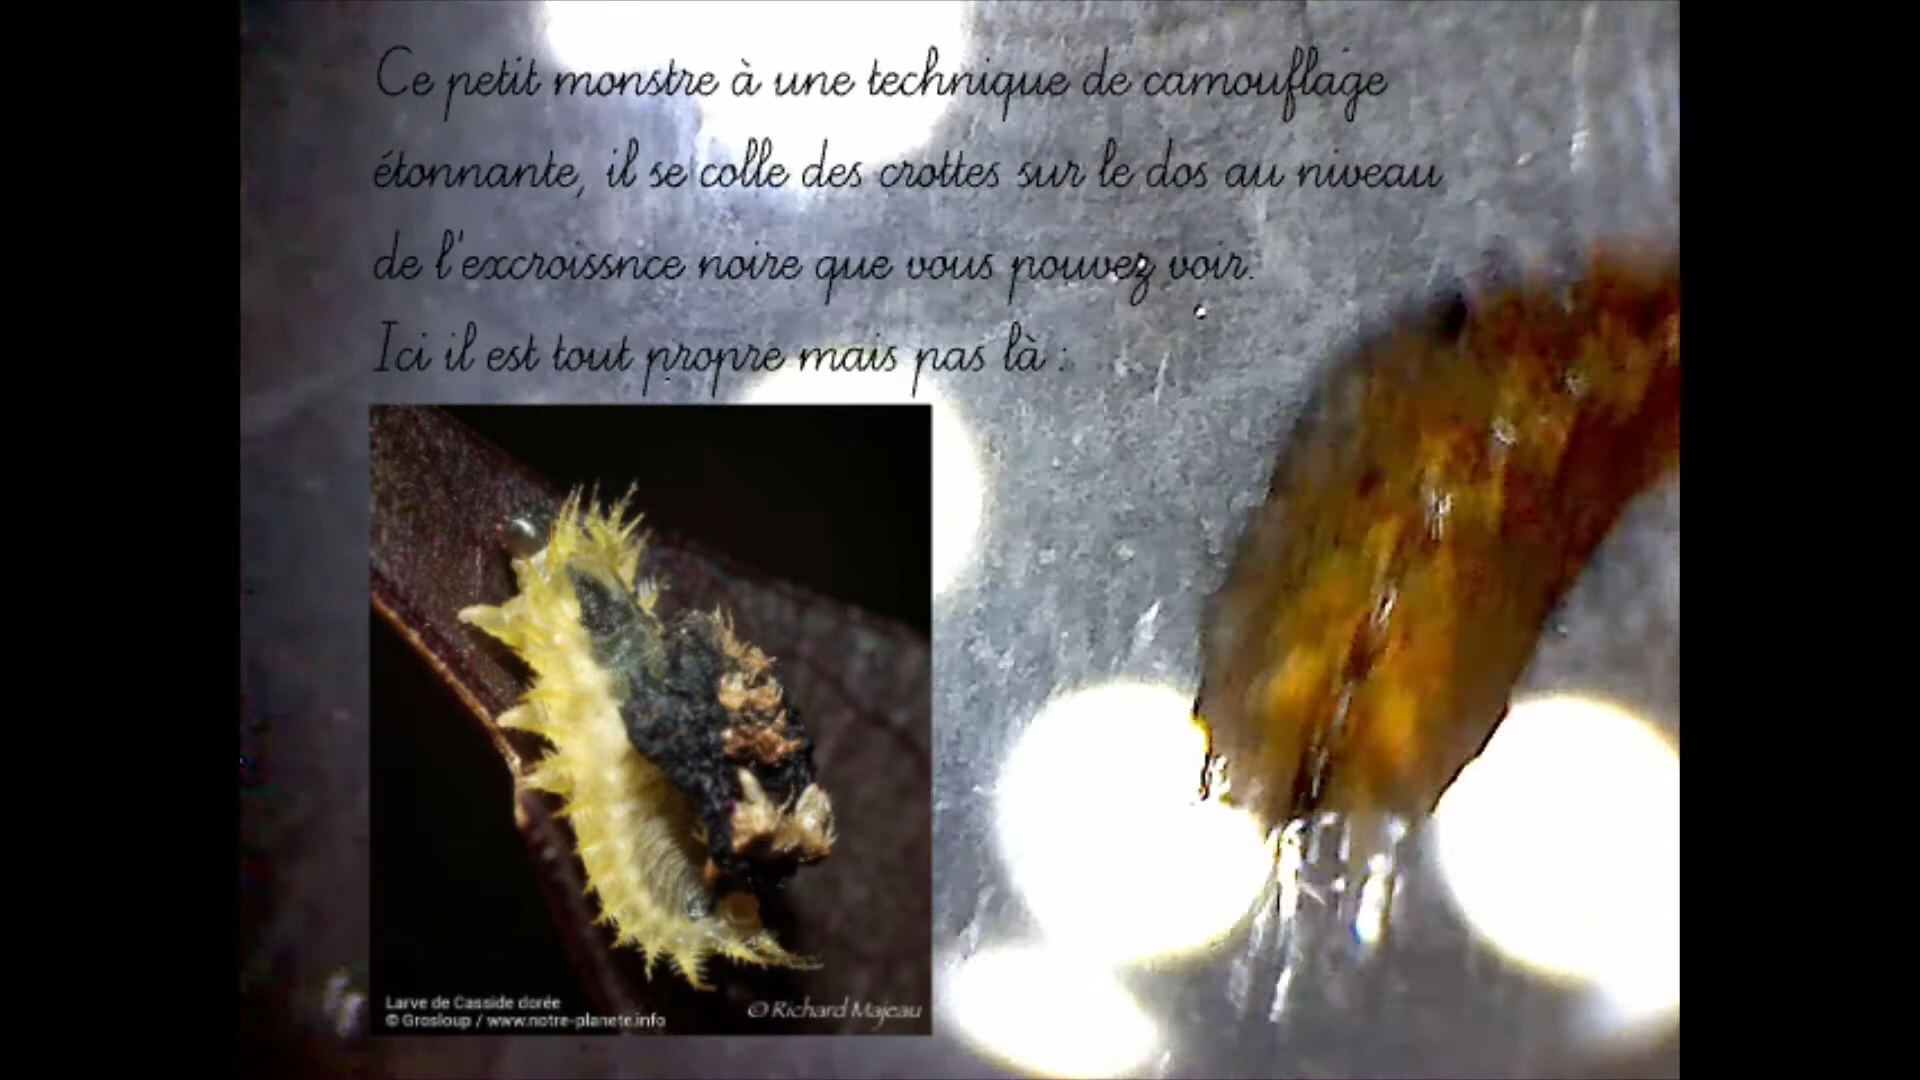 Ce petit monstre à une technique de camouflage
étonnante, il se colle des crottes sur le dos au niveau
de l'excroissnce noire que vous pouvez voir.
Ici il est tout propre mais pas là :
Larve de Casside dorée
© Grosloup / www.notre-planete.info
© Richard Majeau